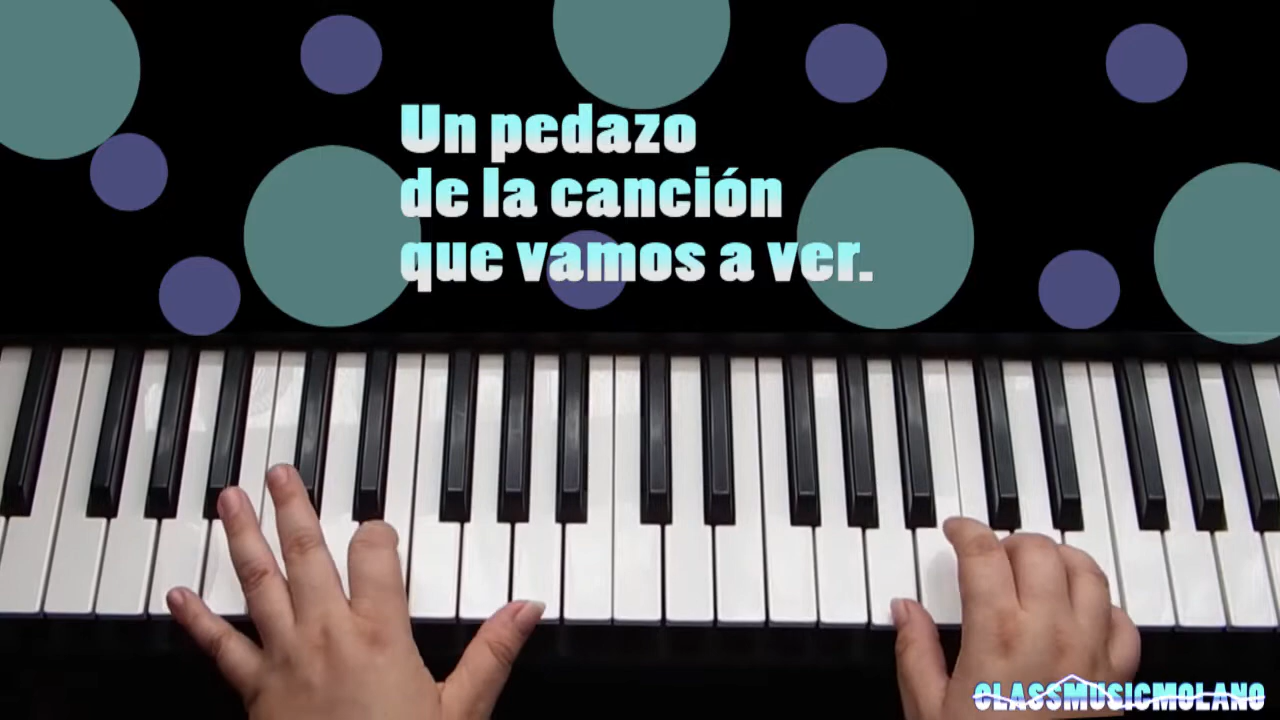 Un pedazo
de la canción
que vamos a ver.
CLASSMUSICMOLANO